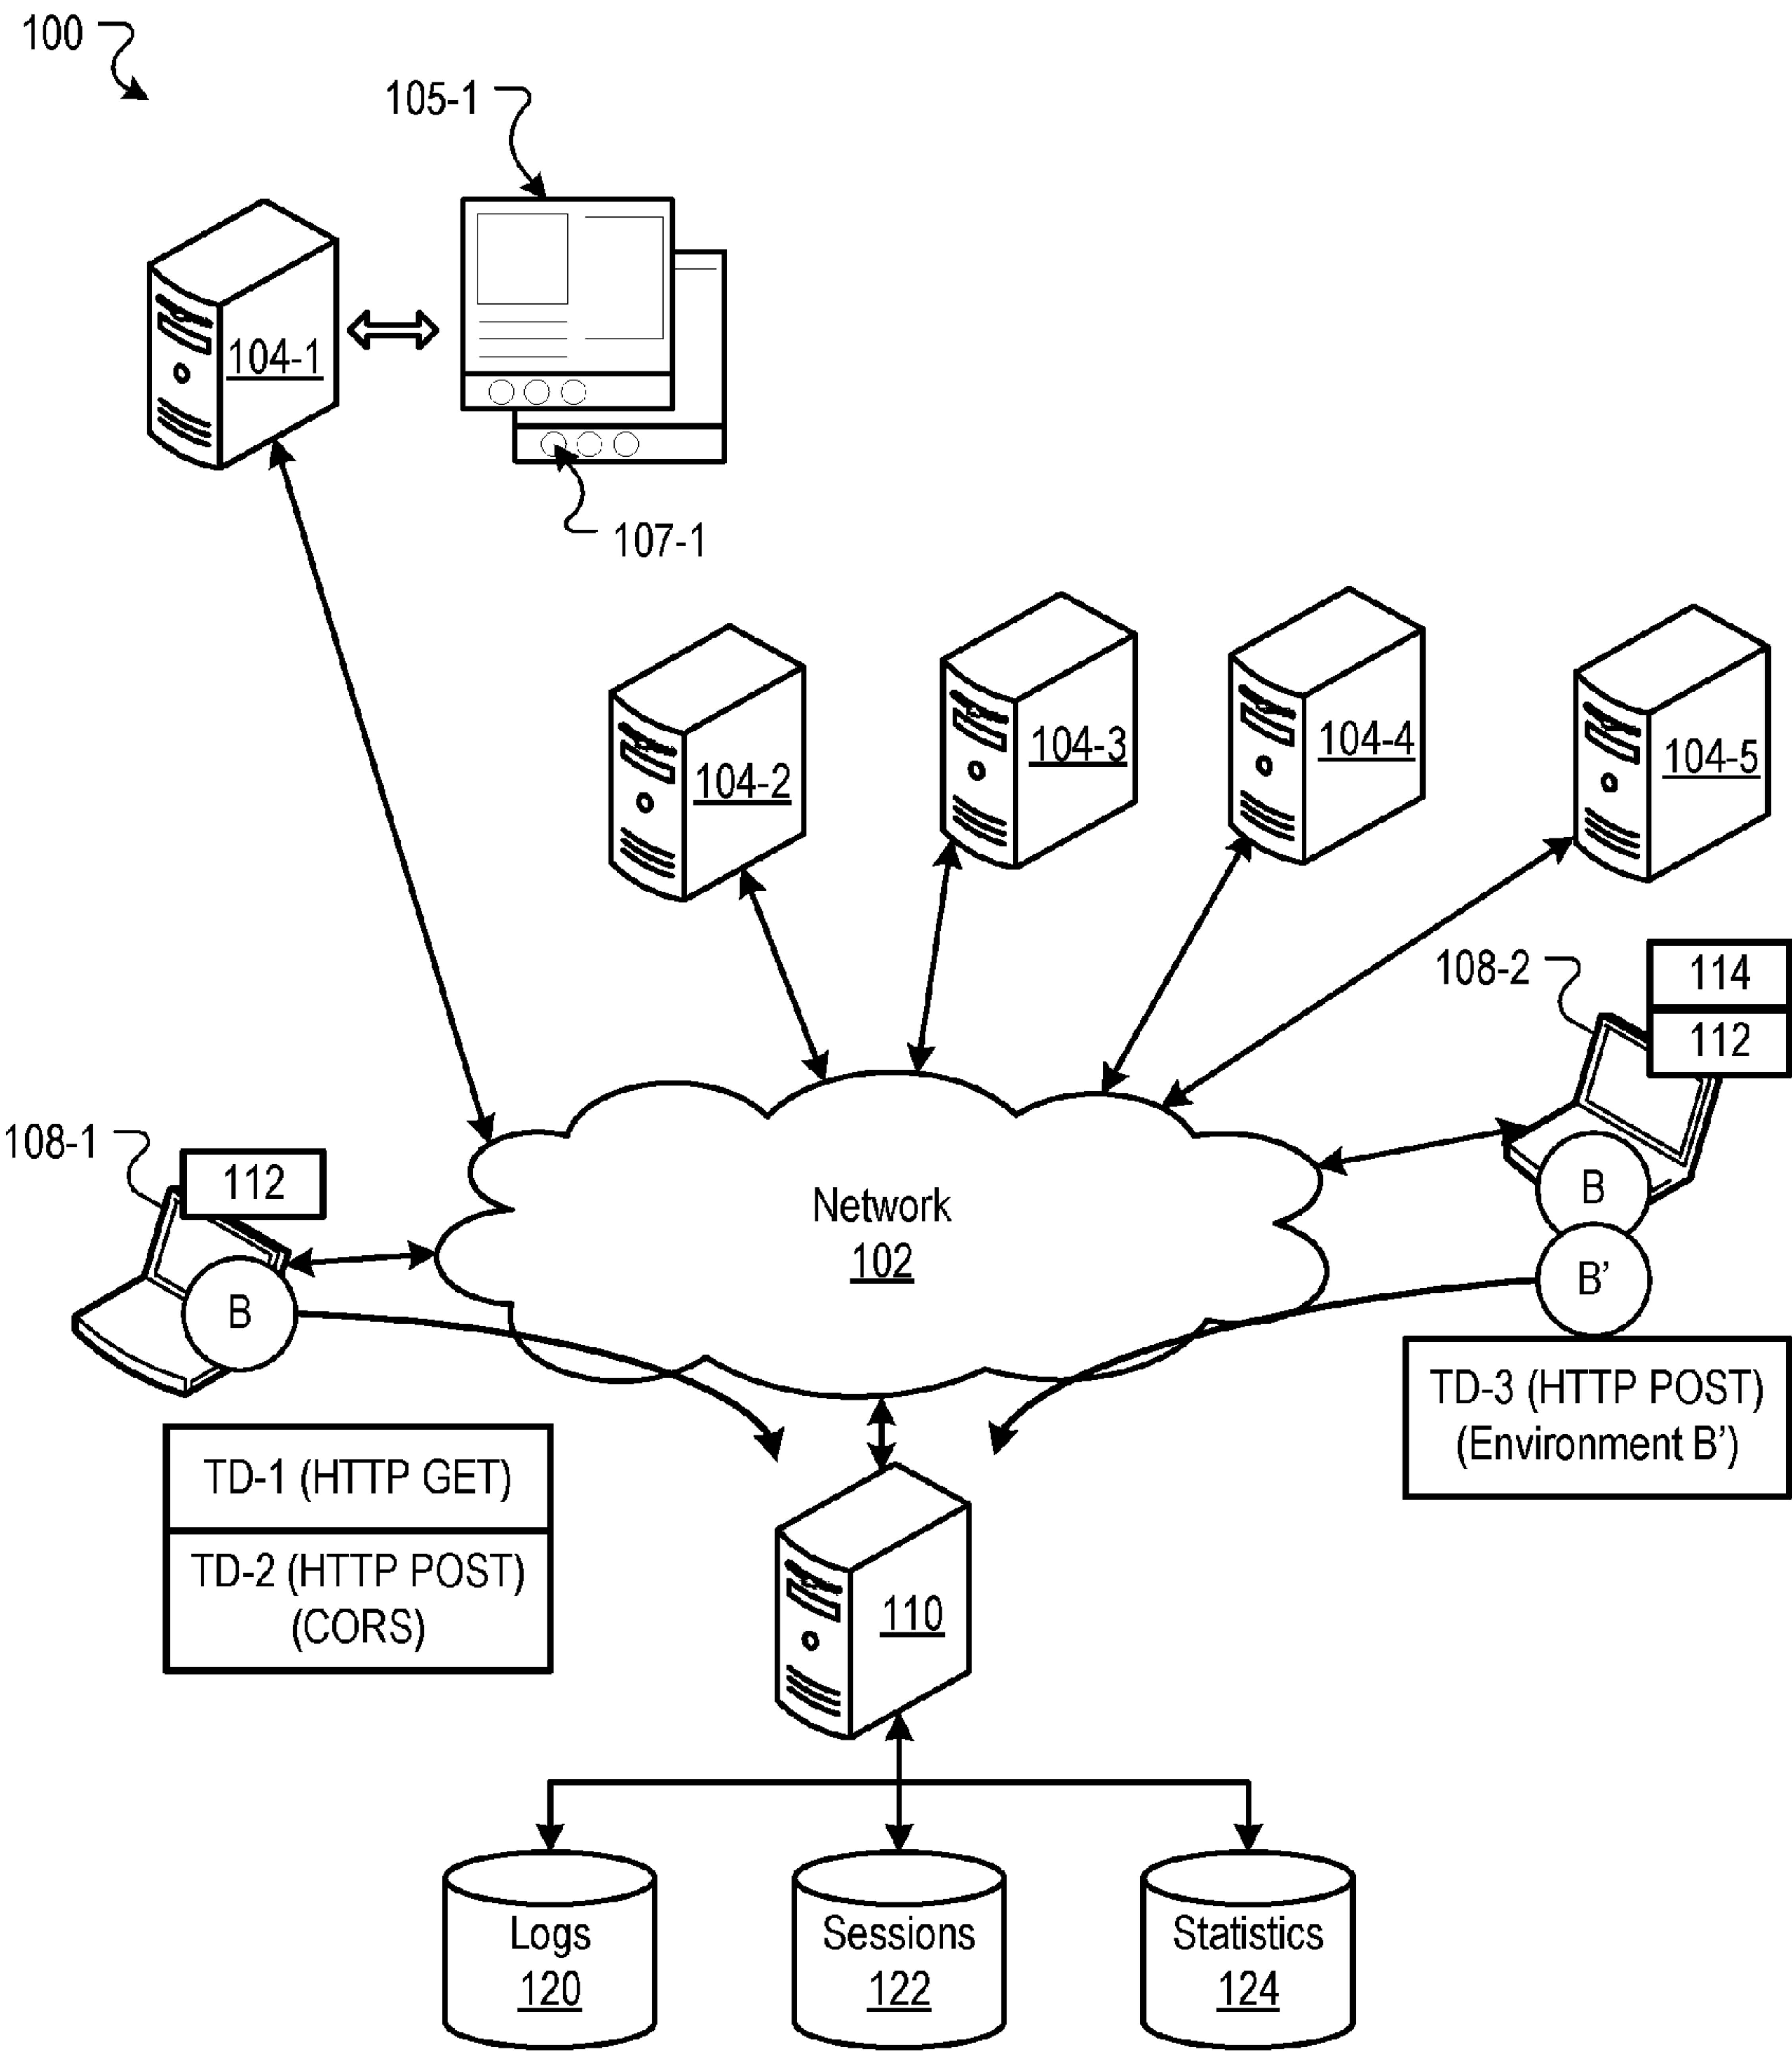 100
105-1
104-1
107-1
104-2
104-3
104-4
104-5
108-2
114
112
108-1
112
Network
102
B
B
B’
TD-3 (HTTP POST)
(Environment B’)
TD-1 (HTTP GET)
TD-2 (HTTP POST)
(CORS)
110
Logs
120
Sessions
122
Statistics
124